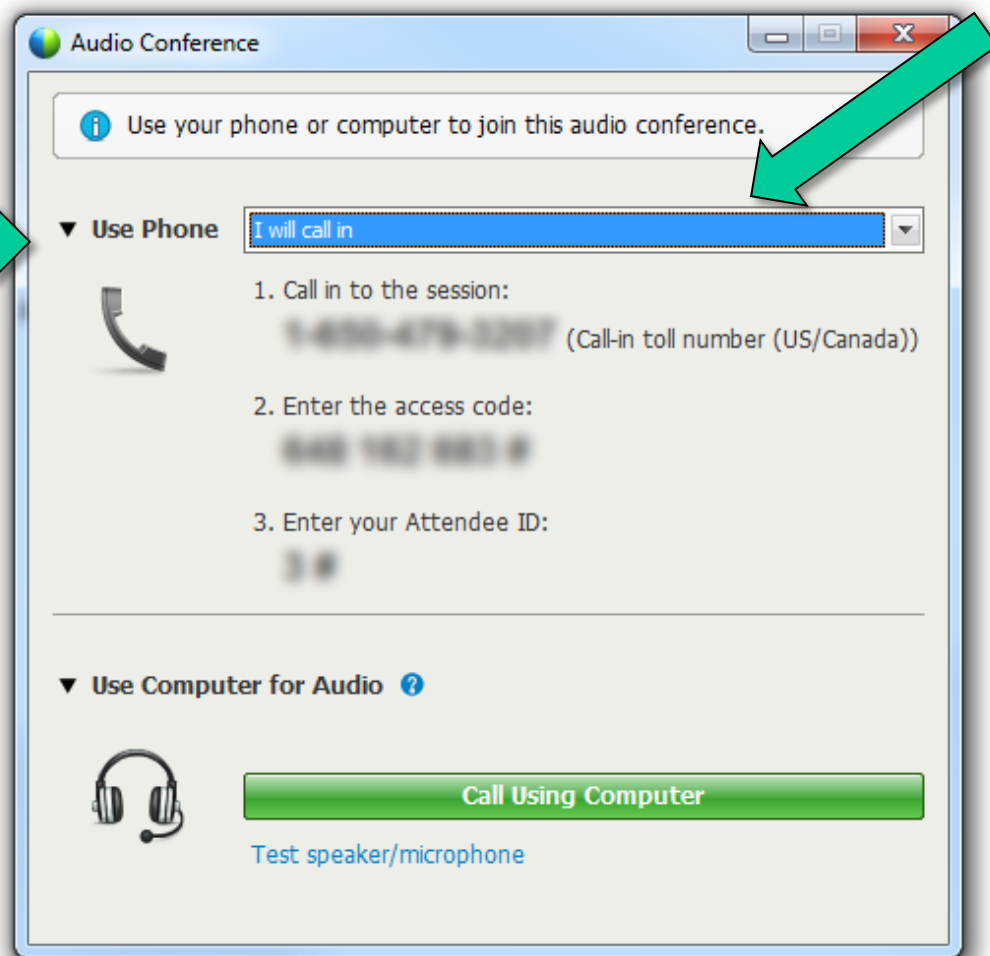 Audio Conference
Use your phone or computer to join this audio conference.
Use Phone
I will call in
1. Call in to the session:
(Call-in toll number (US/Canada))
2. Enter the access code:
3. Enter your Attendee ID:
Use Computer for Audio
Call Using Computer
Test speaker/microphone